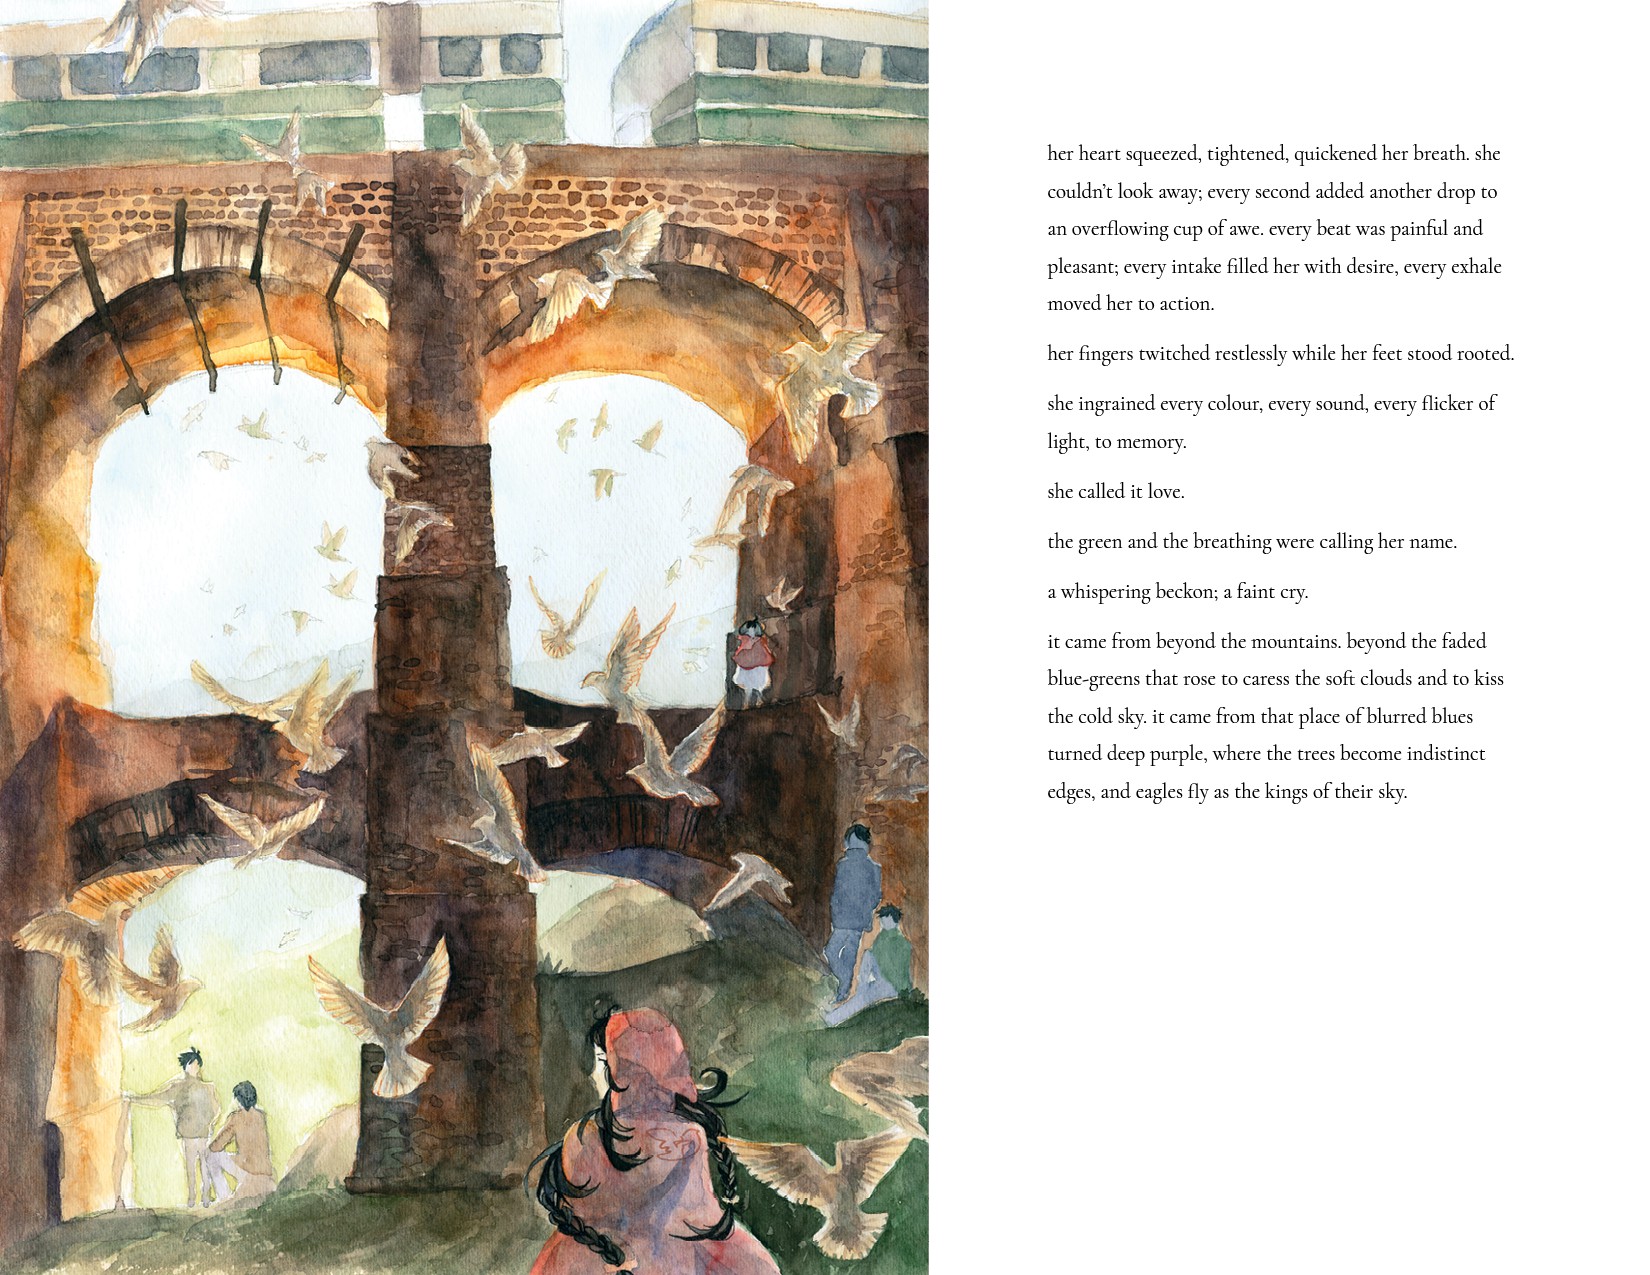 her heart squeezed, tightened, quickened her breath. she
couldn’t look away; every second added another drop to
an overflowing cup of awe. every beat was painful and
pleasant; every intake filled her with desire, every exhale
moved her to action.
her fingers twitched restlessly while her feet stood rooted.
she ingrained every colour, every sound, every flicker of
light, to memory.
she called it love.
the green and the breathing were calling her name.
a whispering beckon; a faint cry.
it came from beyond the mountains. beyond the faded
blue-greens that rose to caress the soft clouds and to kiss
the cold sky. it came from that place of blurred blues
turned deep purple, where the trees become indistinct
edges, and eagles fly as the kings of their sky.